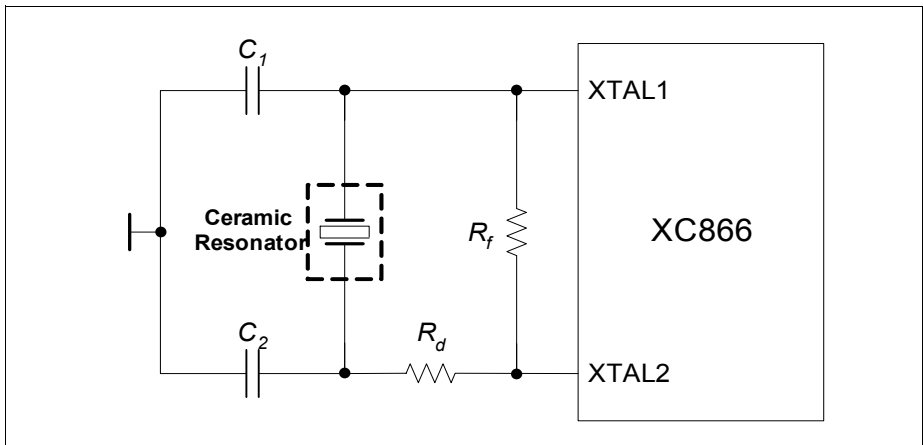 C1
XTAL1
Ceramic
Resonator
Rf
XC866
C2
Rd
XTAL2